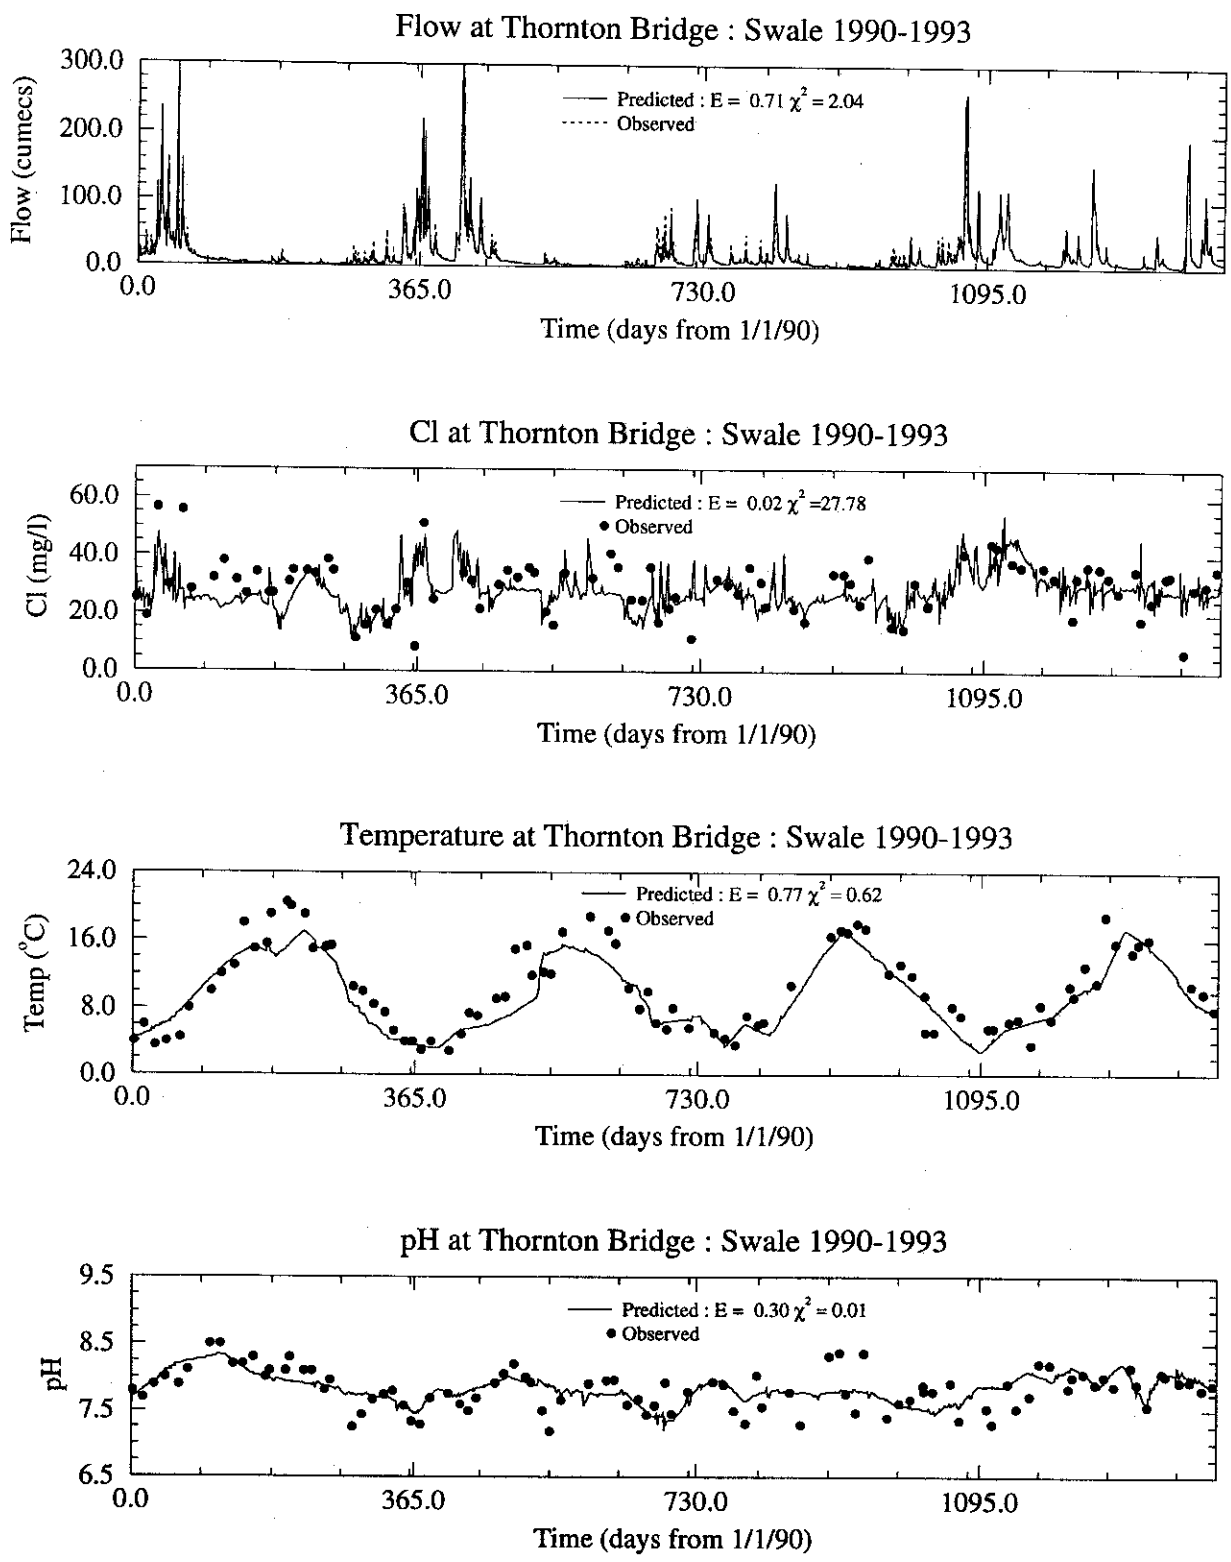 Flow at Thornton Bridge : Swale 1990-1993
300.0
200.0
100.0
0.0
Flow (cumecs)
Predicted : E = 0.71 χ² = 2.04
Observed
0.0 365.0 730.0 1095.0
Time (days from 1/1/90)
Cl at Thornton Bridge : Swale 1990-1993
60.0
40.0
20.0
0.0
Cl (mg/l)
Predicted : E = 0.02 χ² =27.78
Observed
0.0 365.0 730.0 1095.0
Time (days from 1/1/90)
Temperature at Thornton Bridge : Swale 1990-1993
24.0
16.0
8.0
0.0
Temp (°C)
Predicted : E = 0.77 χ² = 0.62
Observed
0.0 365.0 730.0 1095.0
Time (days from 1/1/90)
pH at Thornton Bridge : Swale 1990-1993
9.5
8.5
7.5
6.5
pH
Predicted : E = 0.30 χ² = 0.01
Observed
0.0 365.0 730.0 1095.0
Time (days from 1/1/90)